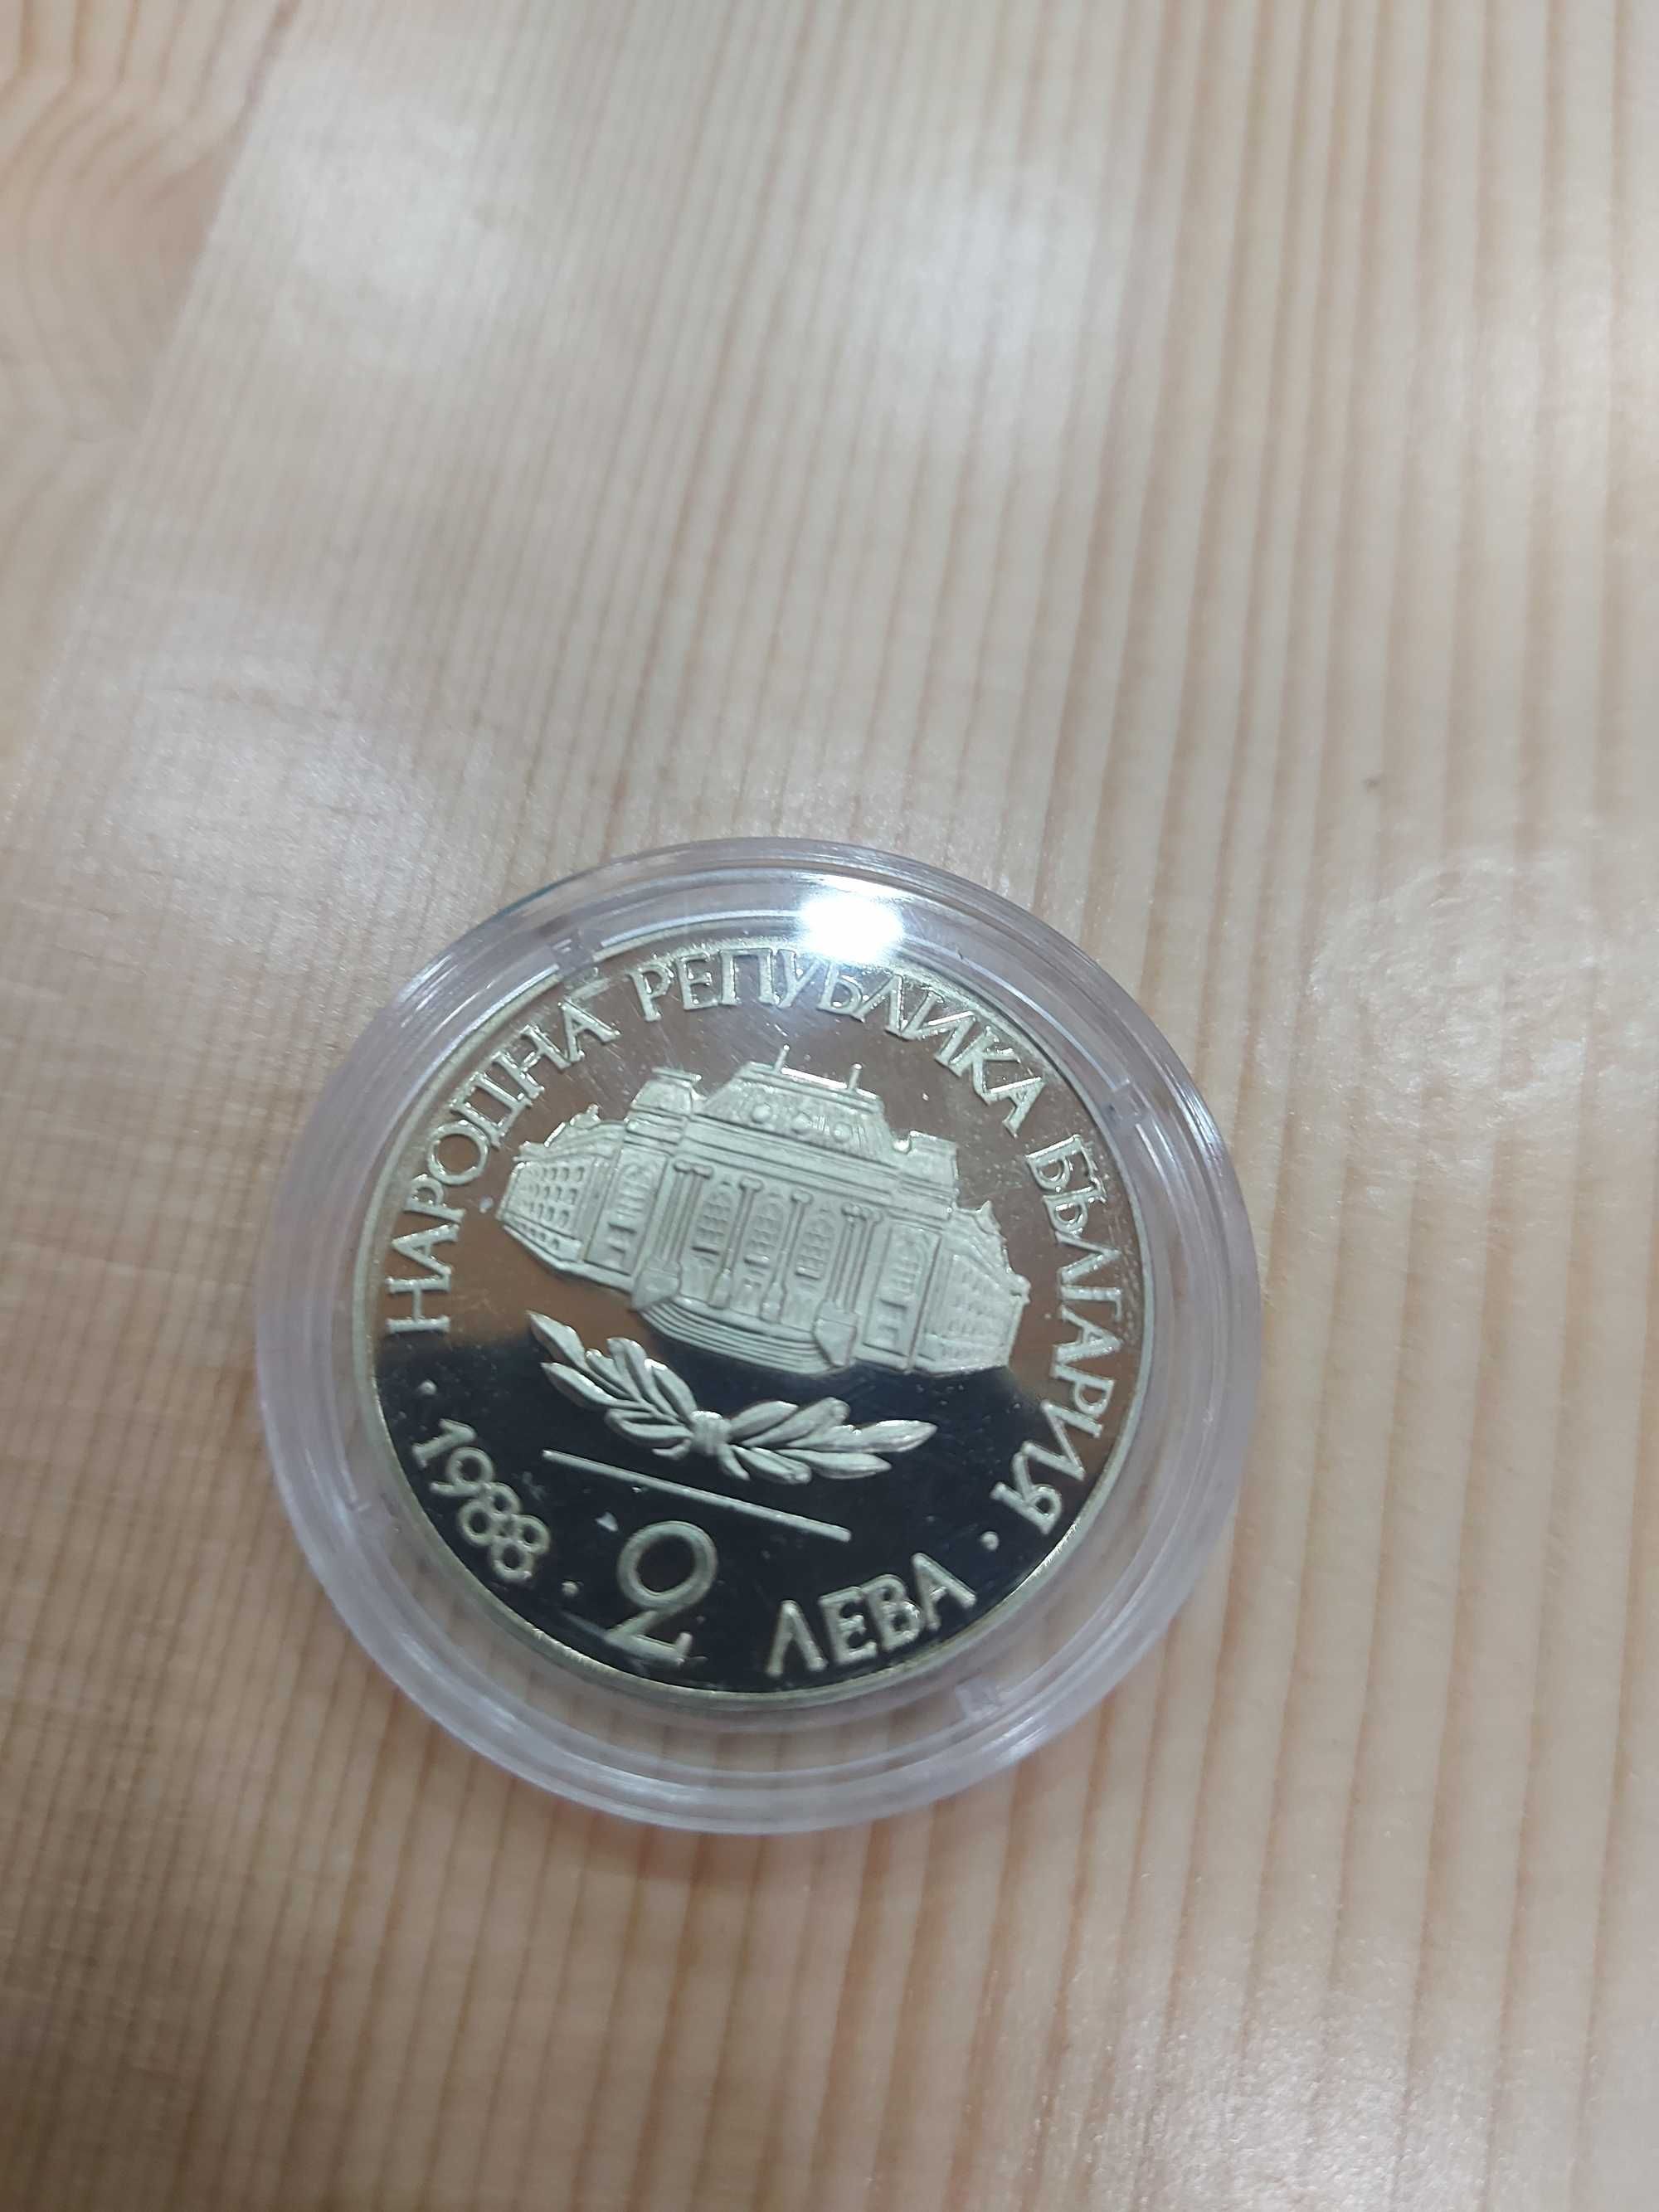 НАРОДНА РЕПУБЛИКА БЪЛГАРИЯ
· 1988 · 2 ЛЕВА ·